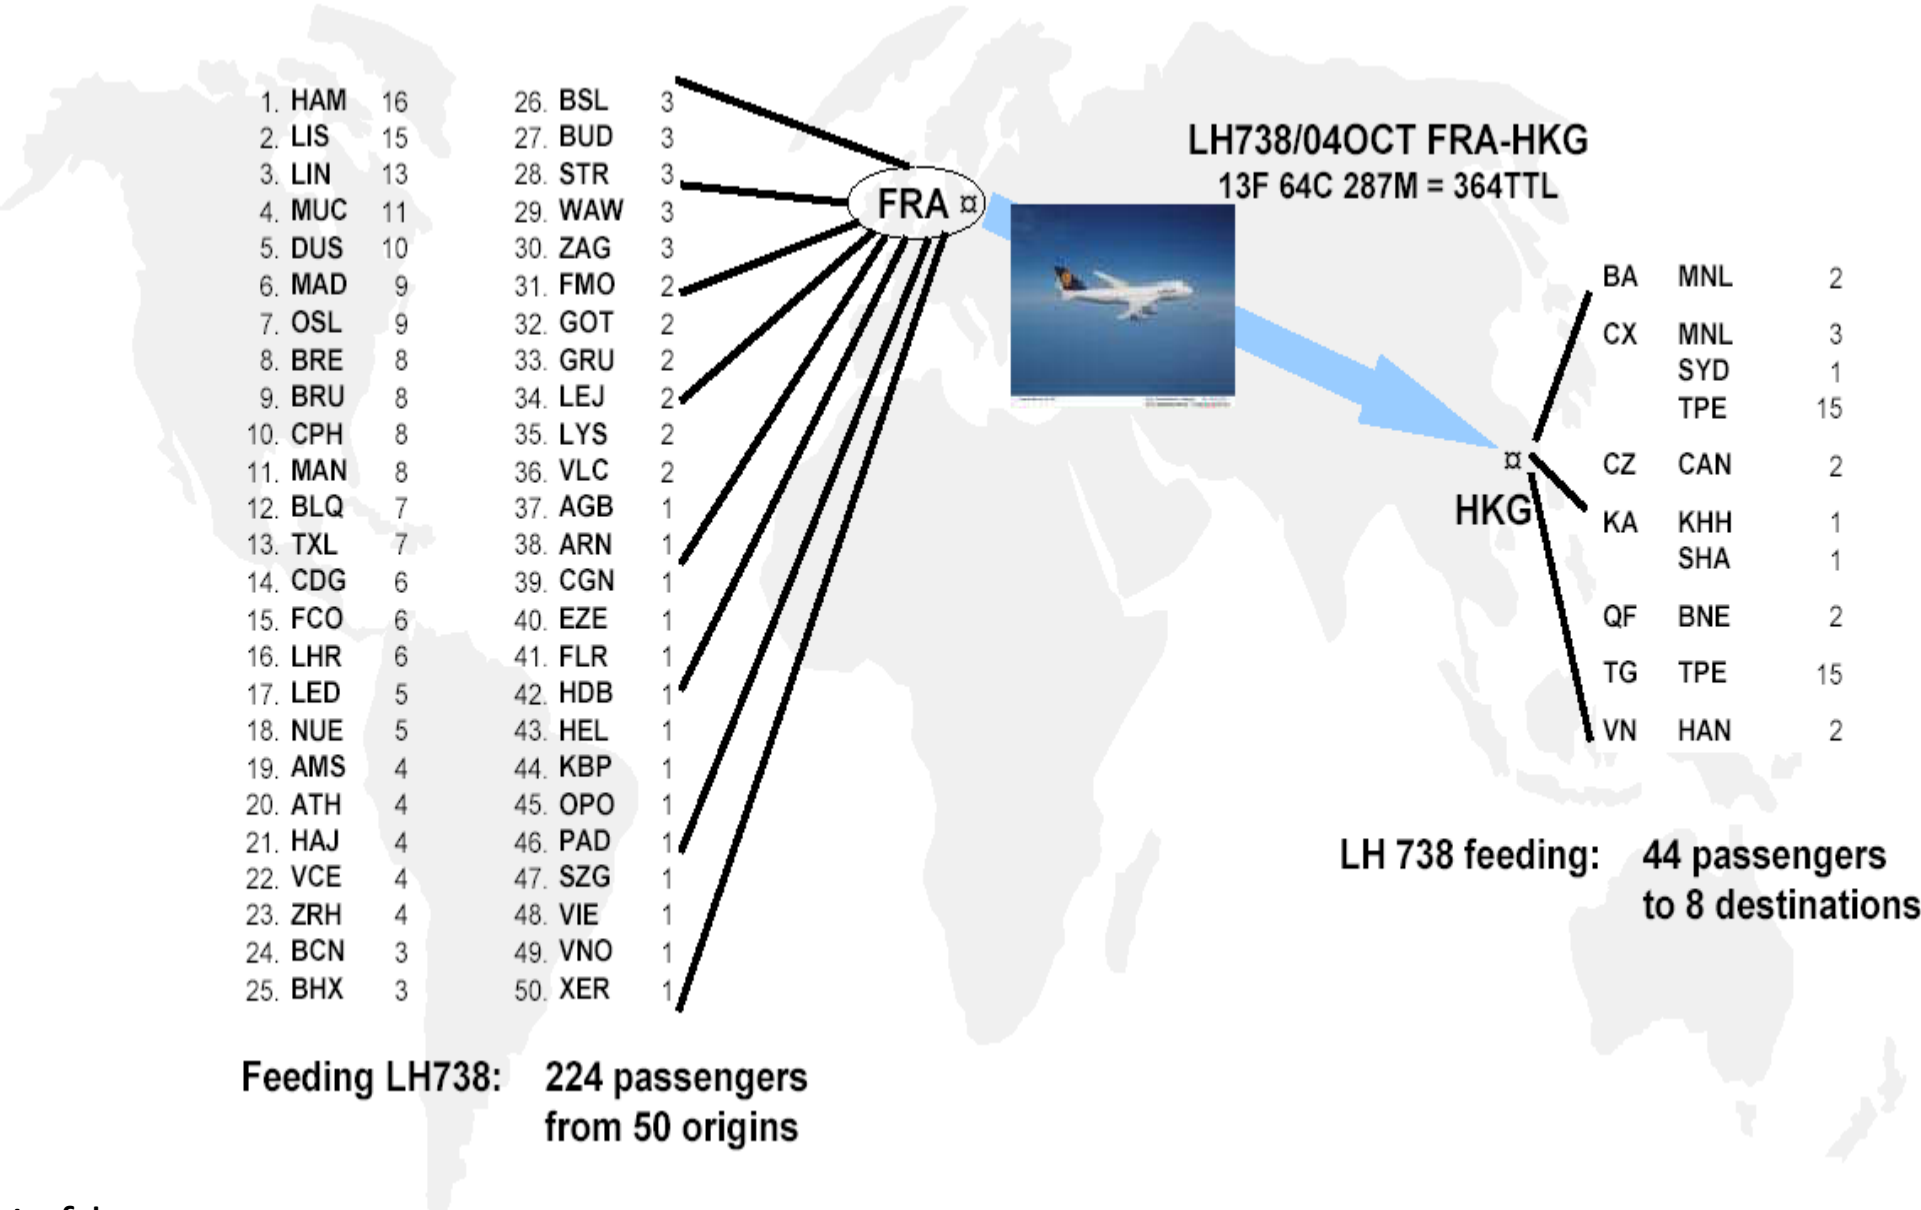 1. HAM 16
2. LIS 15
3. LIN 13
4. MUC 11
5. DUS 10
6. MAD 9
7. OSL 9
8. BRE 8
9. BRU 8
10. CPH 8
11. MAN 8
12. BLQ 7
13. TXL 7
14. CDG 6
15. FCO 6
16. LHR 6
17. LED 5
18. NUE 5
19. AMS 4
20. ATH 4
21. HAJ 4
22. VCE 4
23. ZRH 4
24. BCN 3
25. BHX 3
26. BSL 3
27. BUD 3
28. STR 3
29. WAW 3
30. ZAG 3
31. FMO 2
32. GOT 2
33. GRU 2
34. LEJ 2
35. LYS 2
36. VLC 2
37. AGB 1
38. ARN 1
39. CGN 1
40. EZE 1
41. FLR 1
42. HDB 1
43. HEL 1
44. KBP 1
45. OPO 1
46. PAD 1
47. SZG 1
48. VIE 1
49. VNO 1
50. XER 1
Feeding LH738: 224 passengers
from 50 origins
FRA ¤
LH738/04OCT FRA-HKG
13F 64C 287M = 364TTL
¤
HKG
BA MNL 2
CX MNL 3
SYD 1
TPE 15
CZ CAN 2
KA KHH 1
SHA 1
QF BNE 2
TG TPE 15
VN HAN 2
LH 738 feeding: 44 passengers
to 8 destinations